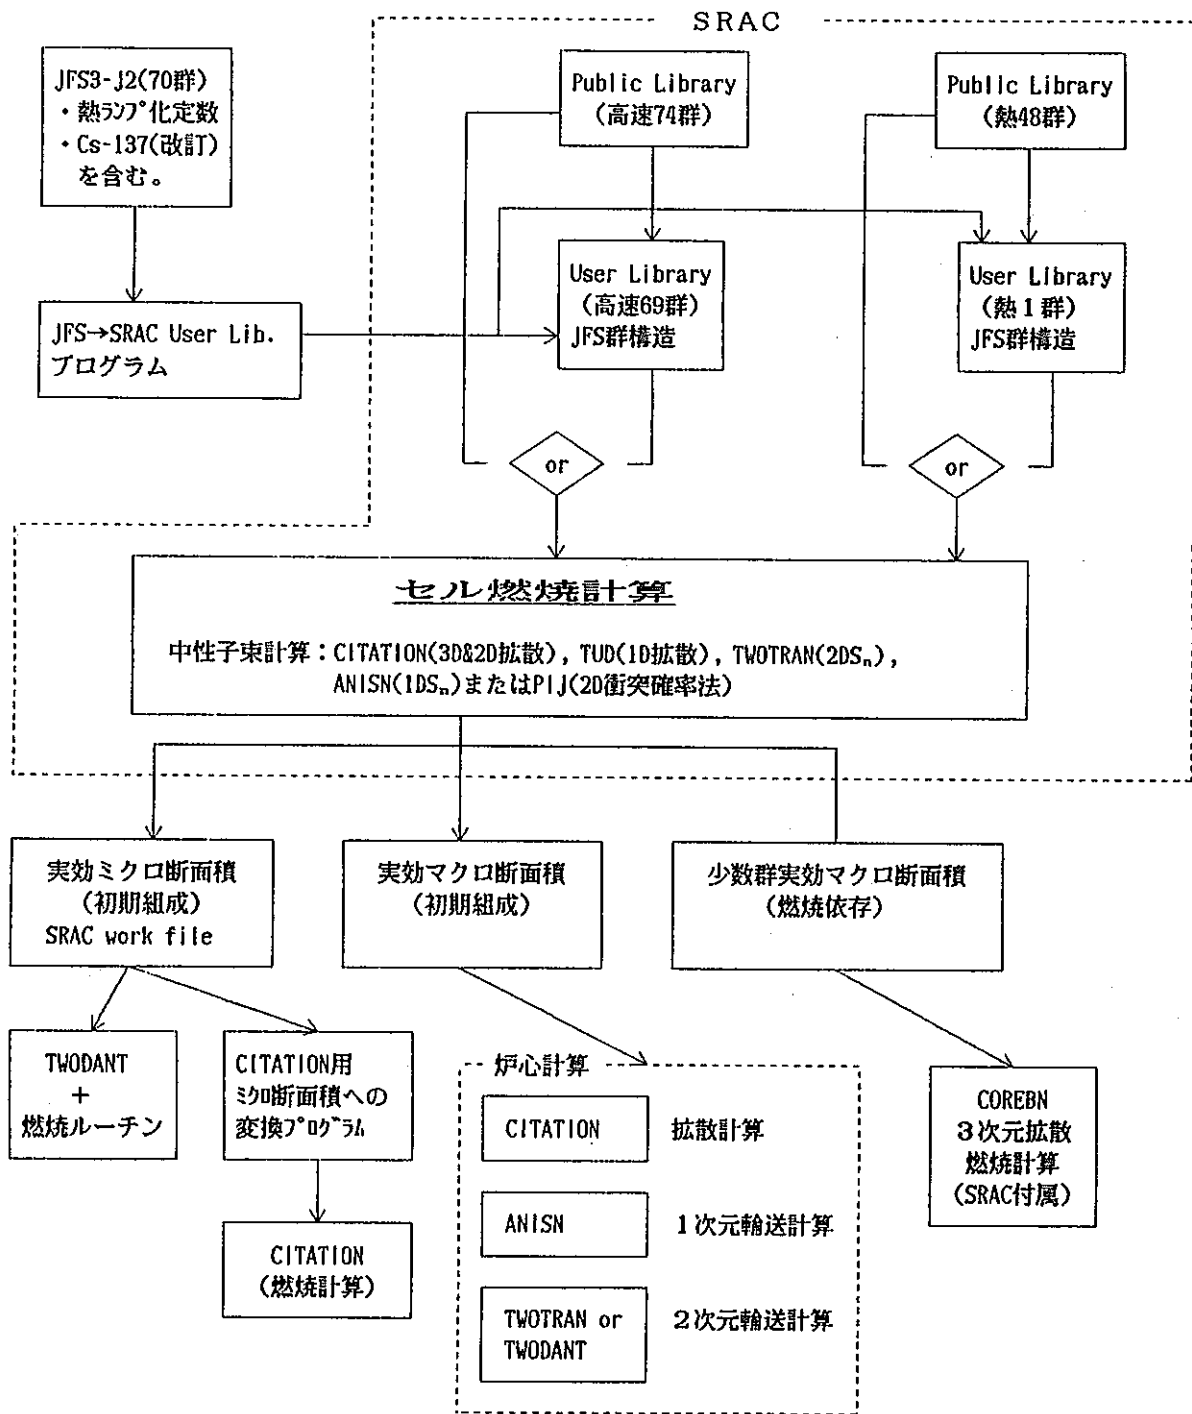 SRAC
JFS3-J2(70群)
・熱ランプ化定数
・Cs-137(改訂)
を含む。
Public Library
(高速74群)
Public Library
(熱48群)
JFS→SRAC User Lib.
プログラム
User Library
(高速69群)
JFS群構造
User Library
(熱1群)
JFS群構造
or
or
セル燃焼計算
中性子束計算:CITATION(3D&2D拡散), TUD(1D拡散), TWOTRAN(2DSn),
ANISN(1DSn)またはPIJ(2D衝突確率法)
実効ミクロ断面積
(初期組成)
SRAC work file
実効マクロ断面積
(初期組成)
少数群実効マクロ断面積
(燃焼依存)
TWODANT
+
燃焼ルーチン
CITATION用
ミクロ断面積への
変換プログラム
CITATION
(燃焼計算)
炉心計算
CITATION 拡散計算
ANISN 1次元輸送計算
TWOTRAN or 2次元輸送計算
TWODANT
COREBN
3次元拡散
燃焼計算
(SRAC付属)